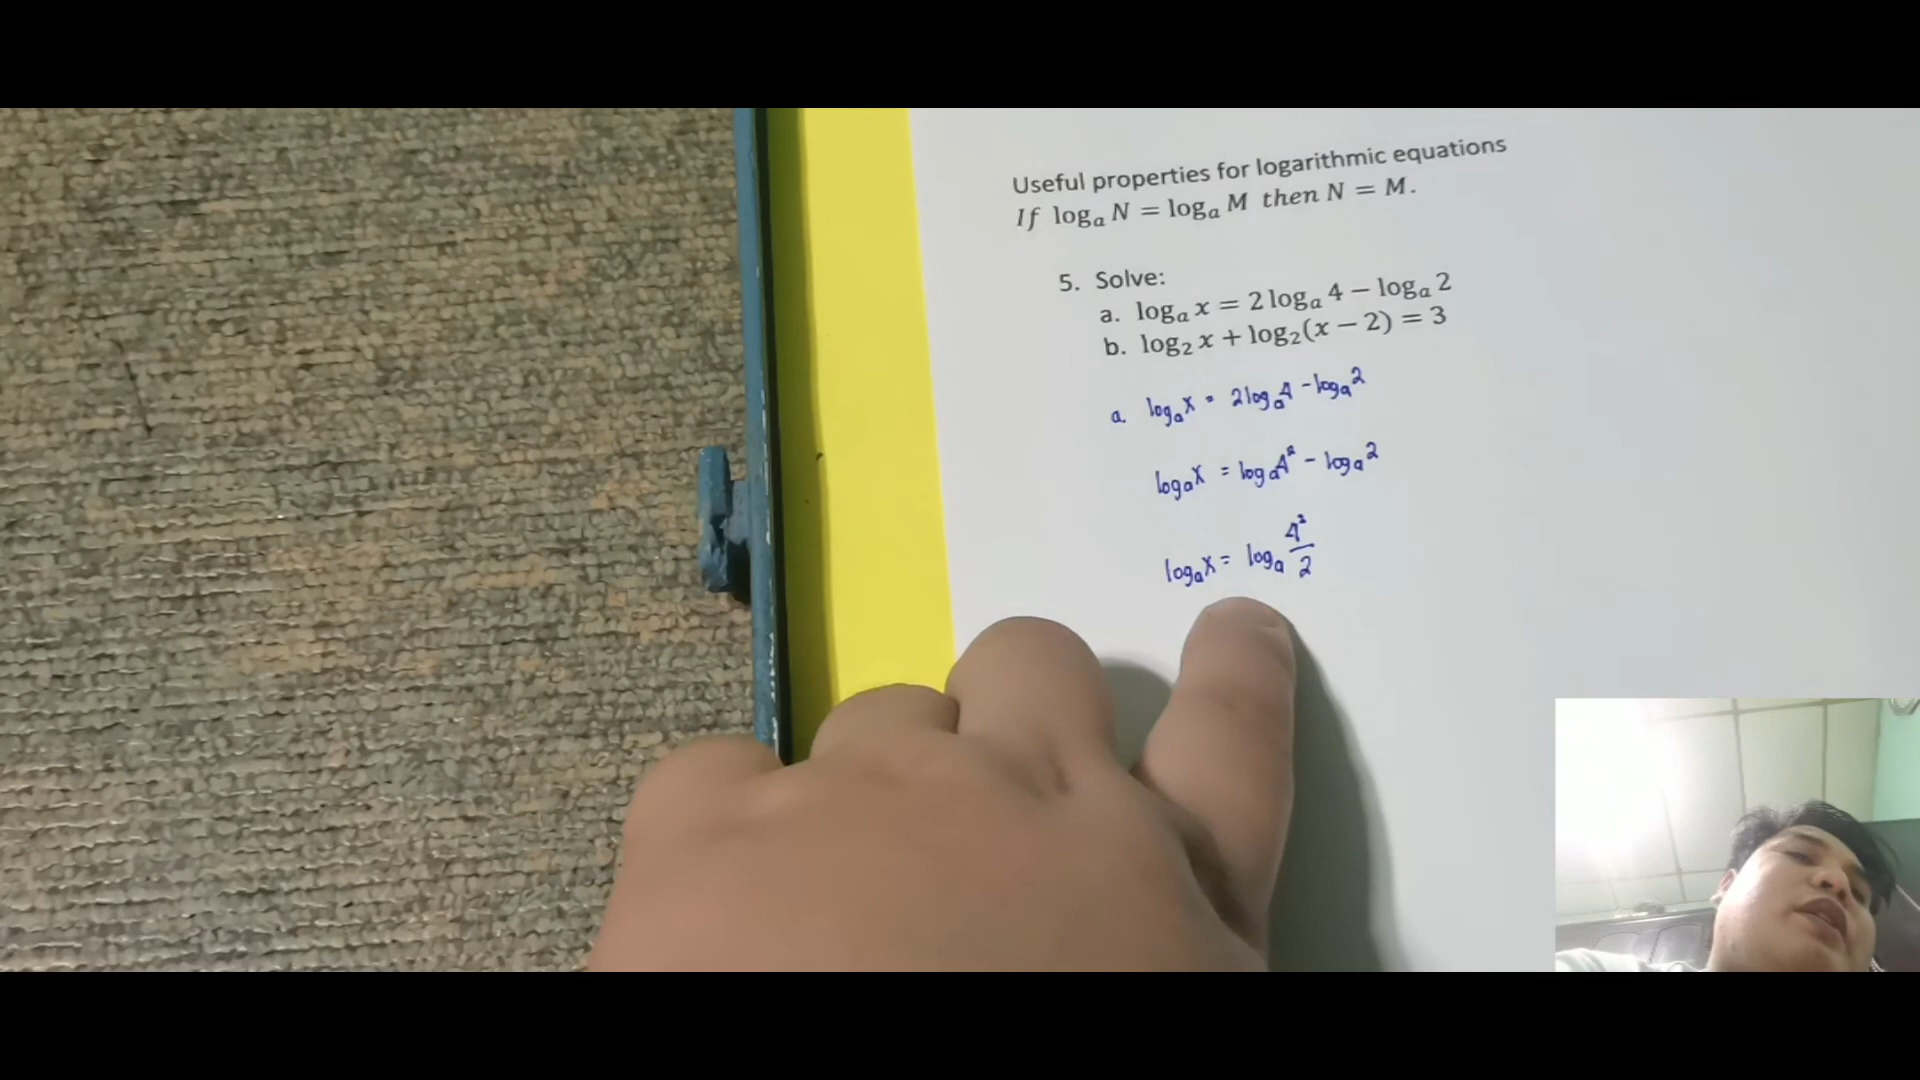 Useful properties for logarithmic equations
If logₐ N = logₐ M then N = M.
5. Solve:
a. logₐ x = 2 logₐ 4 − logₐ 2
b. log₂ x + log₂(x − 2) = 3
a. logₐx = 2logₐ4 - logₐ2
logₐx = logₐ4² - logₐ2
logₐx = logₐ 4²/2